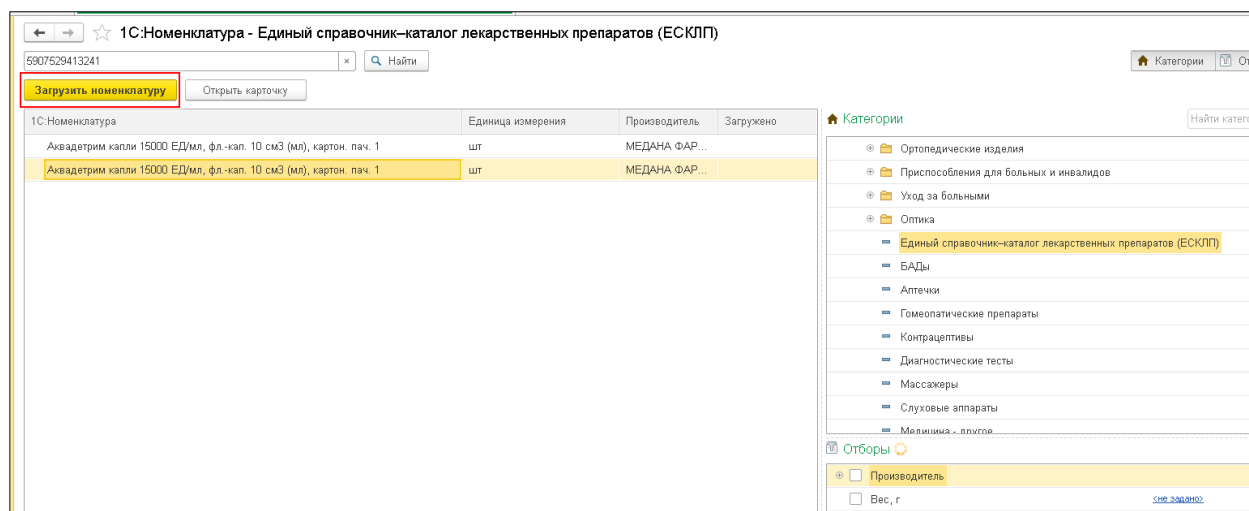 1С:Номенклатура - Единый справочник–каталог лекарственных препаратов (ЕСКЛП)
5907529413241 × Найти Категории
Загрузить номенклатуру Открыть карточку
1С:Номенклатура Единица измерения Производитель Загружено
Аквадетрим капли 15000 ЕД/мл, фл.-кап. 10 см3 (мл), картон. пач. 1 шт МЕДАНА ФАР...
Аквадетрим капли 15000 ЕД/мл, фл.-кап. 10 см3 (мл), картон. пач. 1 шт МЕДАНА ФАР...
Категории Найти катег
Ортопедические изделия
Приспособления для больных и инвалидов
Уход за больными
Оптика
Единый справочник–каталог лекарственных препаратов (ЕСКЛП)
БАДы
Аптечки
Гомеопатические препараты
Контрацептивы
Диагностические тесты
Массажеры
Слуховые аппараты
Медицина - другое
Отборы
Производитель
Вес, г <не задано>